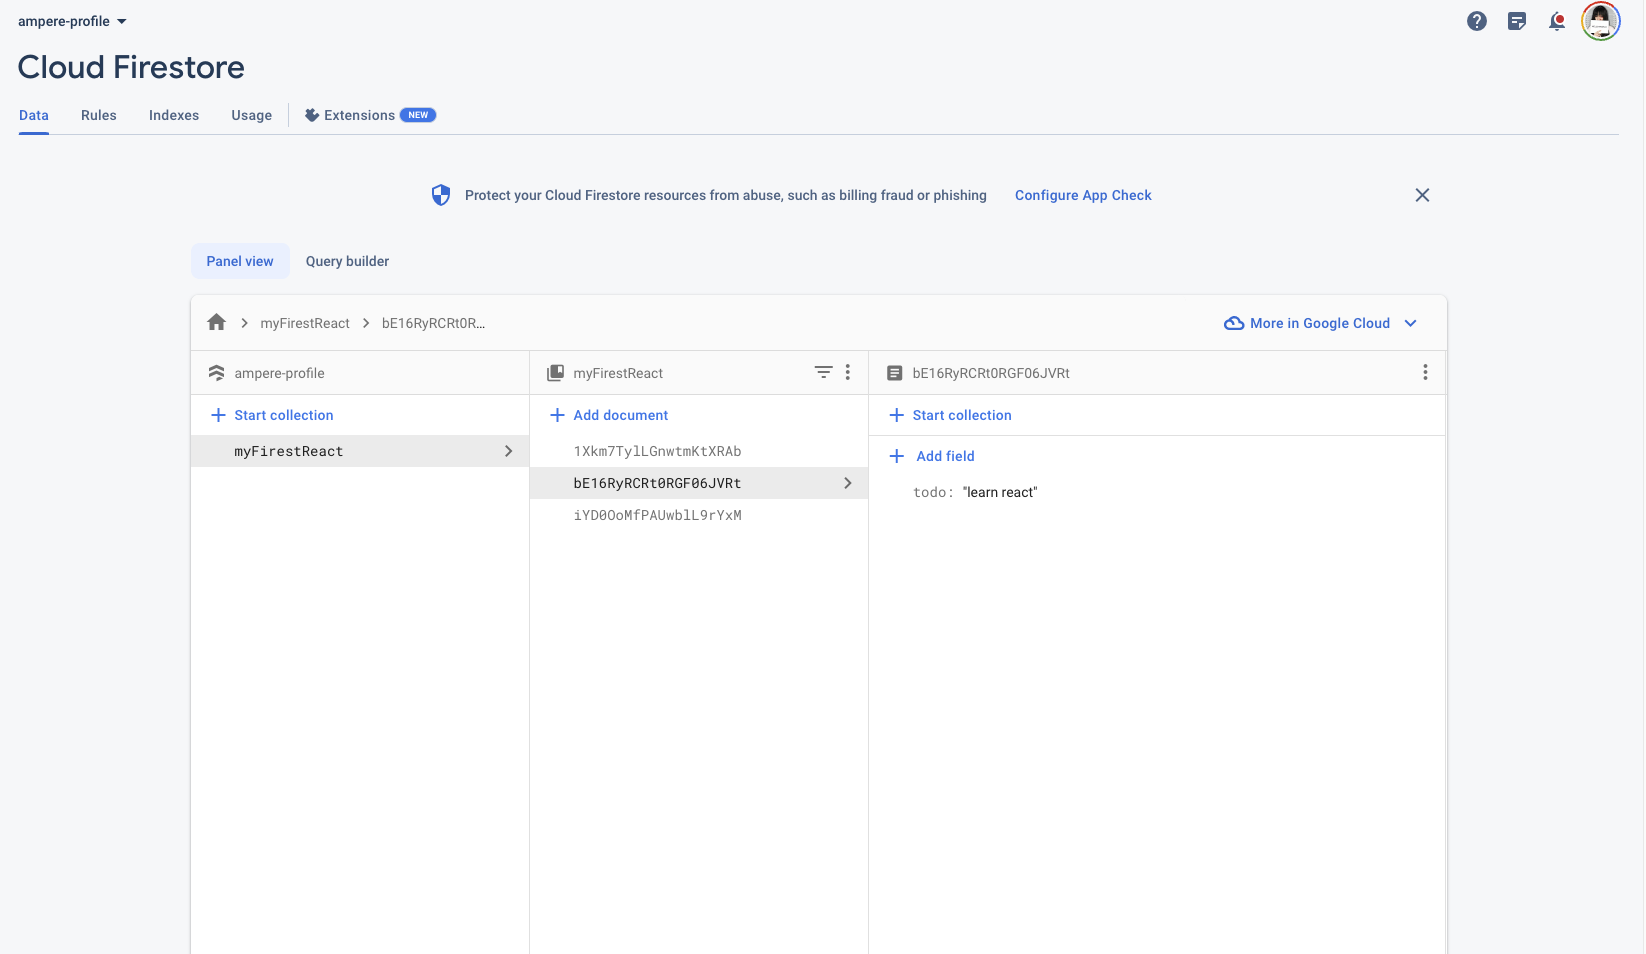 ampere-profile
Cloud Firestore
Data Rules Indexes Usage Extensions NEW
Protect your Cloud Firestore resources from abuse, such as billing fraud or phishing Configure App Check
Panel view Query builder
myFirestReact bE16RyRCRt0R... More in Google Cloud
ampere-profile myFirestReact bE16RyRCRt0RGF06JVRt
Start collection Add document Start collection
myFirestReact 1Xkm7TylLGnwtmKtXRAb Add field
bE16RyRCRt0RGF06JVRt todo: "learn react"
iYD0OoMfPAUwblL9rYxM